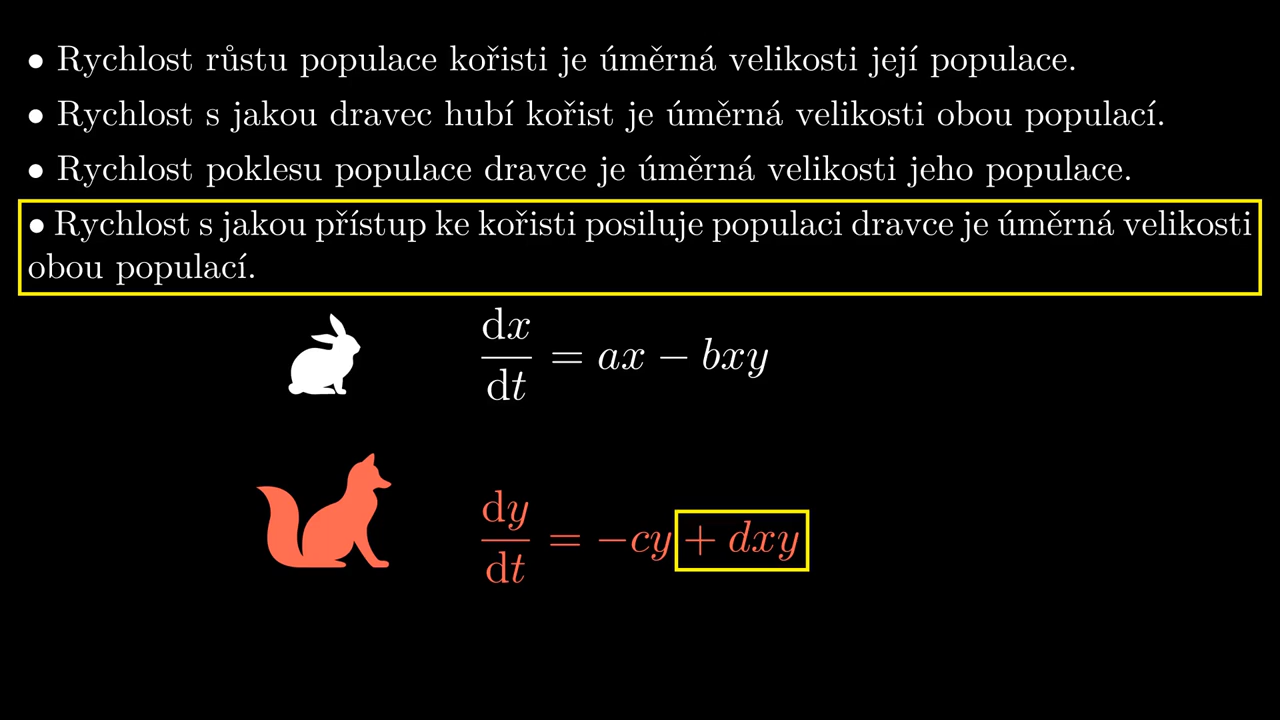 • Rychlost růstu populace kořisti je úměrná velikosti její populace.
• Rychlost s jakou dravec hubí kořist je úměrná velikosti obou populací.
• Rychlost poklesu populace dravce je úměrná velikosti jeho populace.
• Rychlost s jakou přístup ke kořisti posiluje populaci dravce je úměrná velikosti
obou populací.
dx/dt = ax − bxy
dy/dt = −cy + dxy